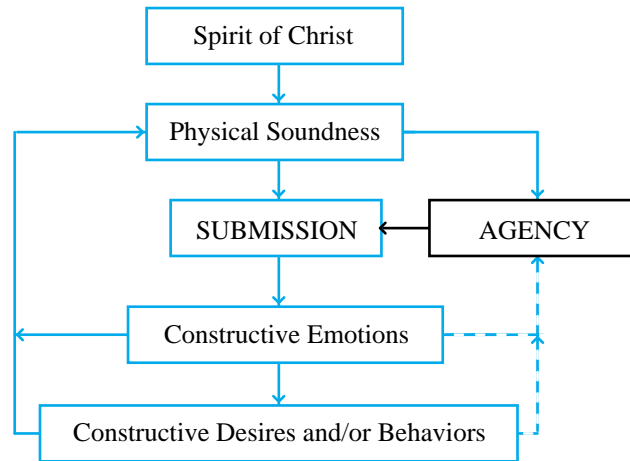 Spirit of Christ
Physical Soundness
SUBMISSION
AGENCY
Constructive Emotions
Constructive Desires and/or Behaviors